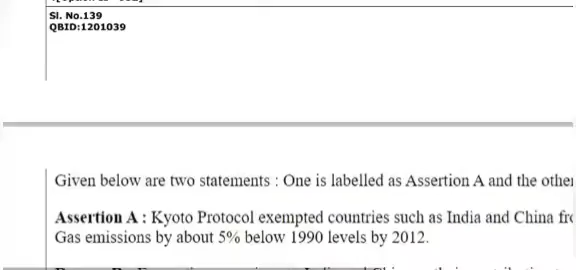 Sl. No.139
QBID:1201039
Given below are two statements : One is labelled as Assertion A and the other
Assertion A : Kyoto Protocol exempted countries such as India and China
Gas emissions by about 5% below 1990 levels by 2012.